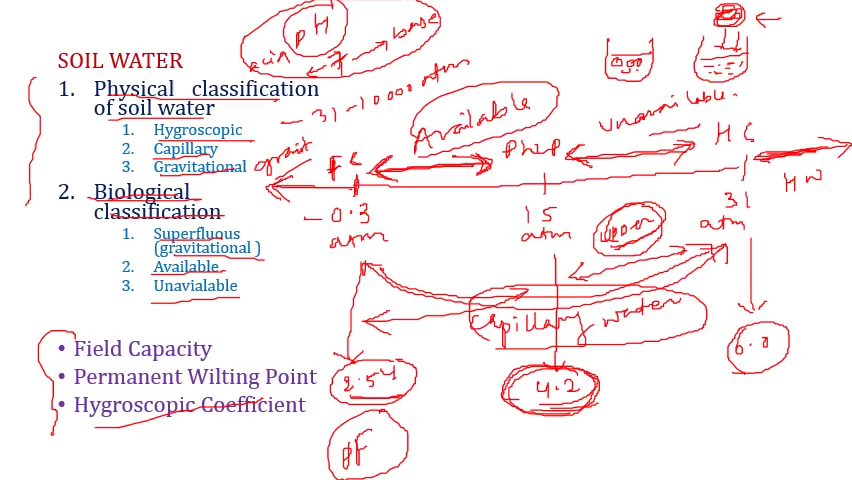 SOIL WATER
1. Physical classification
of soil water
1. Hygroscopic
2. Capillary
3. Gravitational
2. Biological
classification
1. Superfluous
(gravitational )
2. Available
3. Unavialable
• Field Capacity
• Permanent Wilting Point
• Hygroscopic Coefficient
pH
acid
7
base
-31-10000 atm
Available
Unavailable
FC
PWP
HC
HW
-0.3
atm
15
atm
31
atm
Capillary water
2.54
4.2
6.0
pF